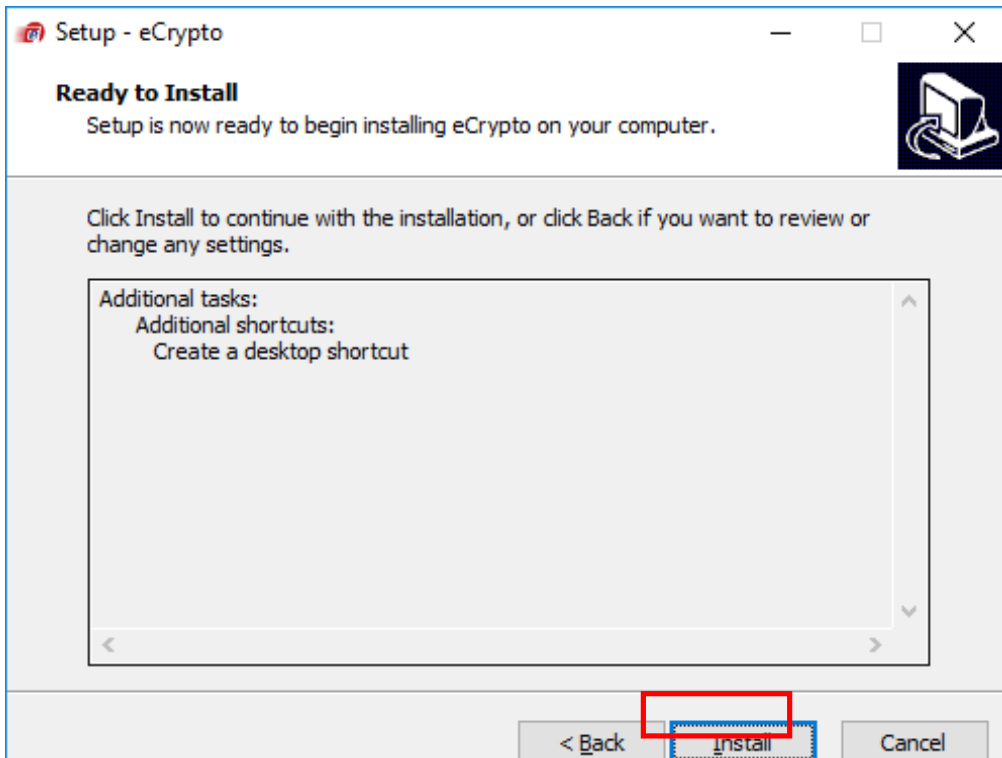 Setup - eCrypto
Ready to Install
Setup is now ready to begin installing eCrypto on your computer.
Click Install to continue with the installation, or click Back if you want to review or
change any settings.
Additional tasks:
Additional shortcuts:
Create a desktop shortcut
< Back
Install
Cancel